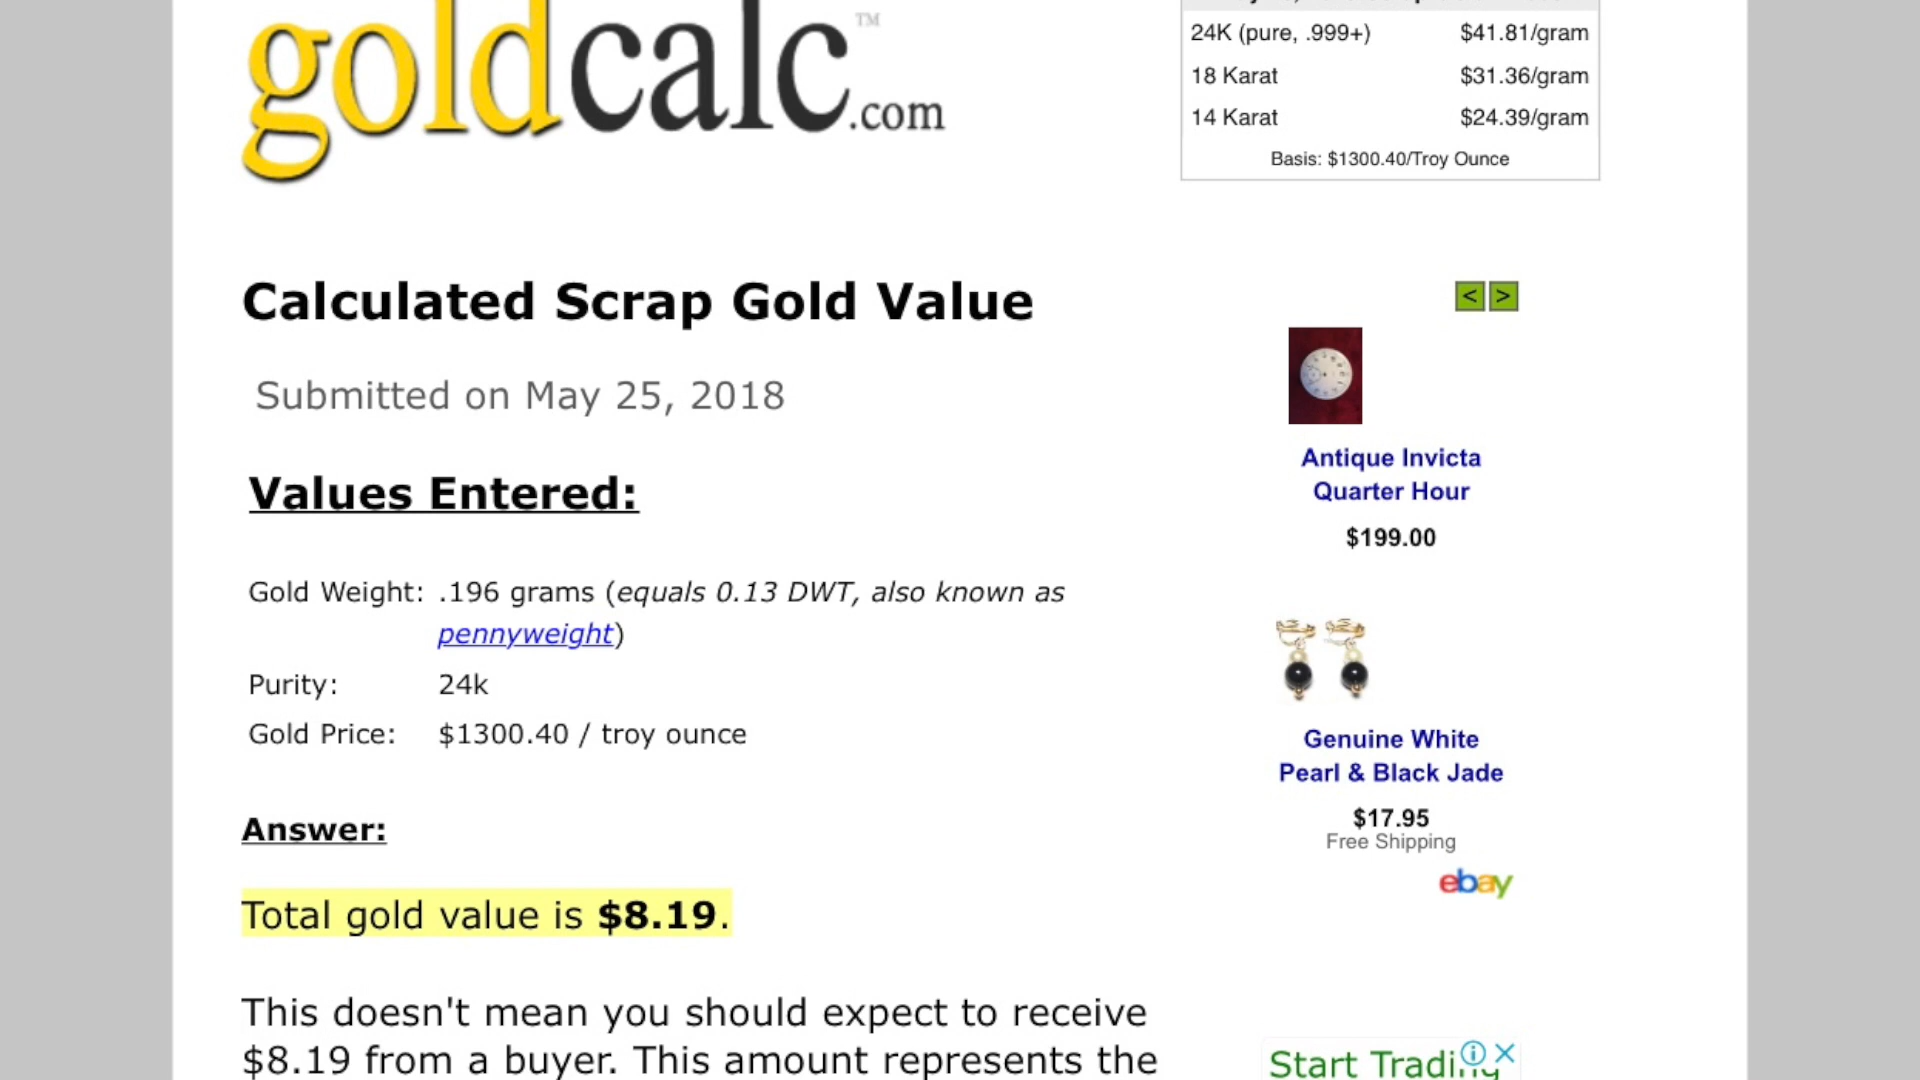 goldcalc.com™
24K (pure, .999+) $41.81/gram
18 Karat $31.36/gram
14 Karat $24.39/gram
Basis: $1300.40/Troy Ounce
Calculated Scrap Gold Value
Submitted on May 25, 2018
Values Entered:
Gold Weight: .196 grams (equals 0.13 DWT, also known as
pennyweight)
Purity: 24k
Gold Price: $1300.40 / troy ounce
Answer:
Total gold value is $8.19.
This doesn't mean you should expect to receive
$8.19 from a buyer. This amount represents the
< >
Antique Invicta
Quarter Hour
$199.00
Genuine White
Pearl & Black Jade
$17.95
Free Shipping
ebay
Start